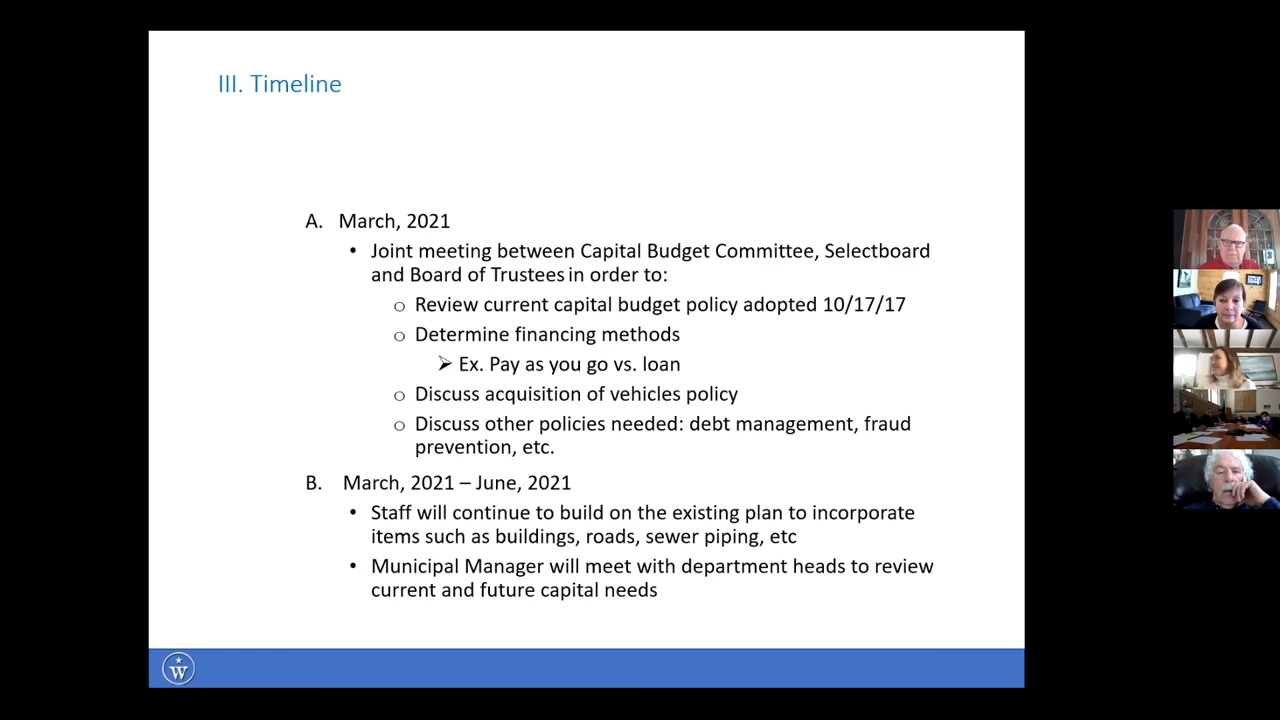 III. Timeline
A. March, 2021
• Joint meeting between Capital Budget Committee, Selectboard
and Board of Trustees in order to:
o Review current capital budget policy adopted 10/17/17
o Determine financing methods
➢ Ex. Pay as you go vs. loan
o Discuss acquisition of vehicles policy
o Discuss other policies needed: debt management, fraud
prevention, etc.
B. March, 2021 – June, 2021
• Staff will continue to build on the existing plan to incorporate
items such as buildings, roads, sewer piping, etc
• Municipal Manager will meet with department heads to review
current and future capital needs
W